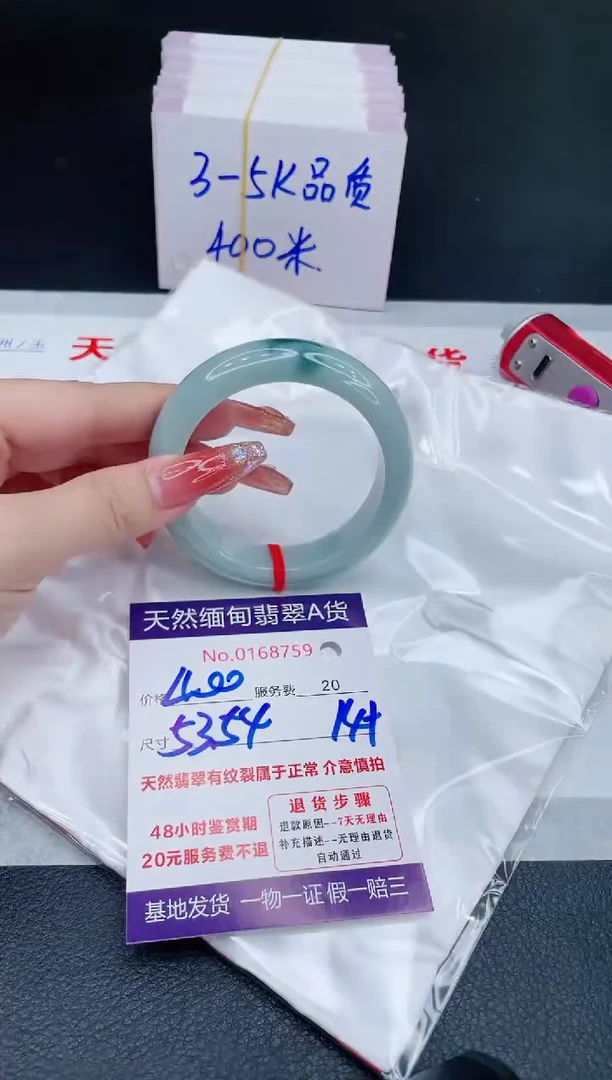 3-5K品质
400米
州/玉
天
货
天然缅甸翡翠A货
No.0168759
价格 1400 服务费 20
尺寸 53.54 144
天然翡翠有纹裂属于正常 介意慎拍
48小时鉴赏期
20元服务费不退
退货步骤
退款原因--7天无理由
补充描述--无理由退货
自动通过
基地发货 一物一证 假一赔三